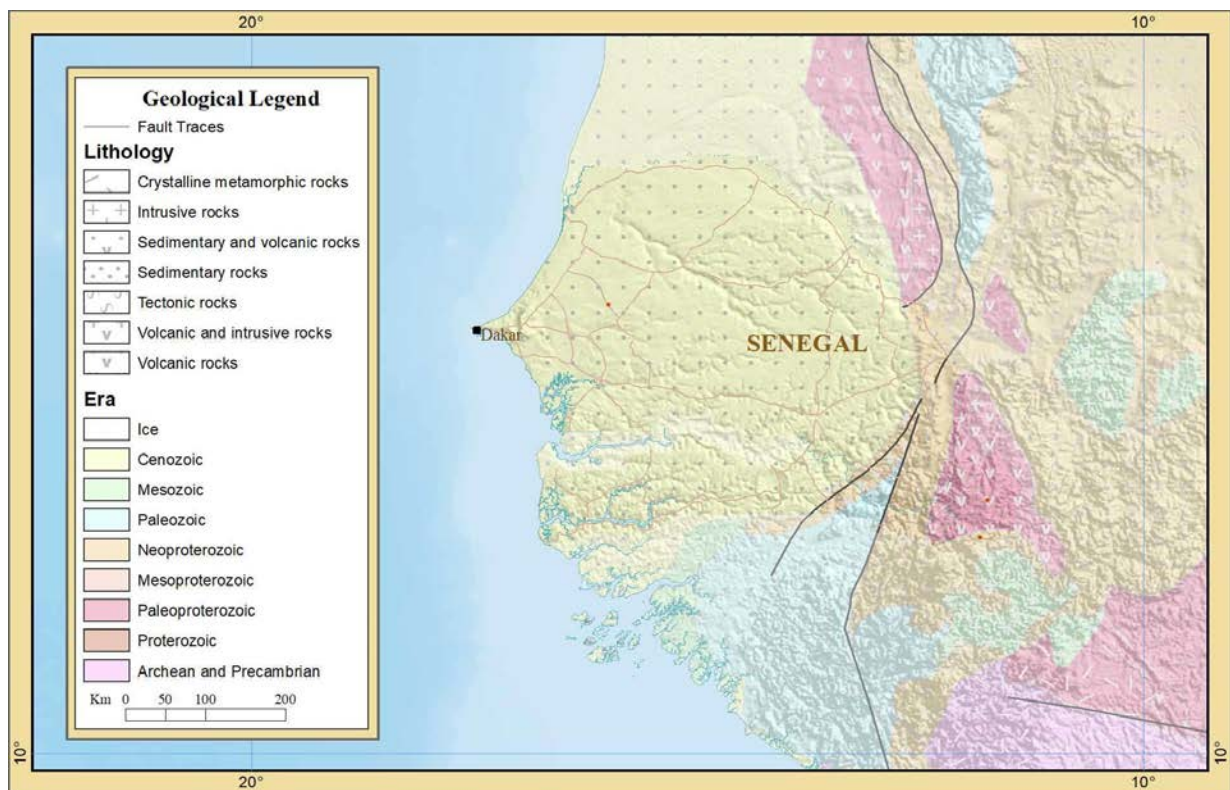 20°
10°
Geological Legend
Fault Traces
Lithology
Crystalline metamorphic rocks
Intrusive rocks
Sedimentary and volcanic rocks
Sedimentary rocks
Tectonic rocks
Volcanic and intrusive rocks
Volcanic rocks
Era
Ice
Cenozoic
Mesozoic
Paleozoic
Neoproterozoic
Mesoproterozoic
Paleoproterozoic
Proterozoic
Archean and Precambrian
Km 0 50 100 200
Dakar
SENEGAL
10°
10°
20°
10°